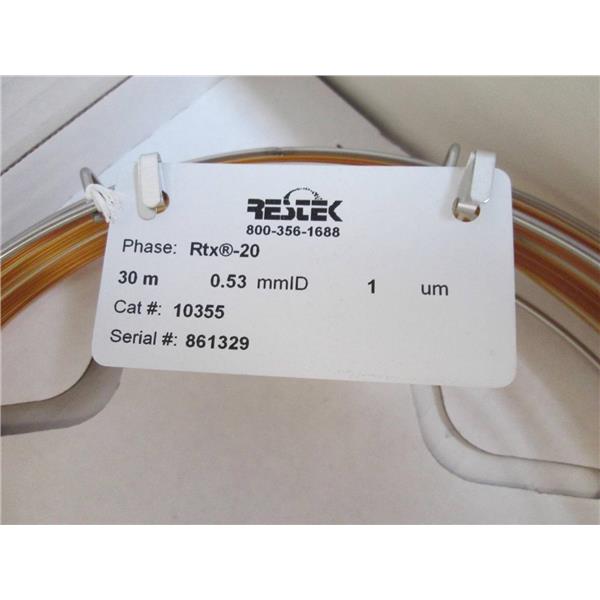 RESTEK
800-356-1688
Phase: Rtx®-20
30 m 0.53 mmID 1 um
Cat #: 10355
Serial #: 861329